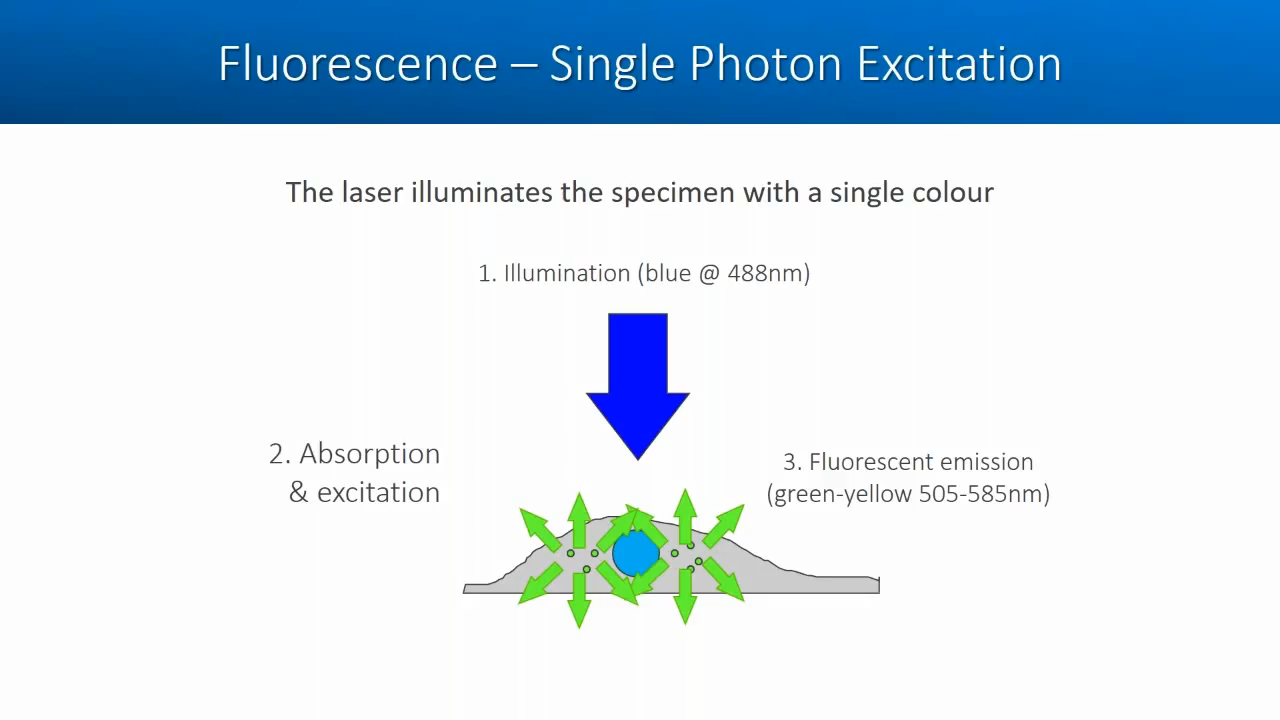 Fluorescence – Single Photon Excitation
The laser illuminates the specimen with a single colour
1. Illumination (blue @ 488nm)
2. Absorption
& excitation
3. Fluorescent emission
(green-yellow 505-585nm)